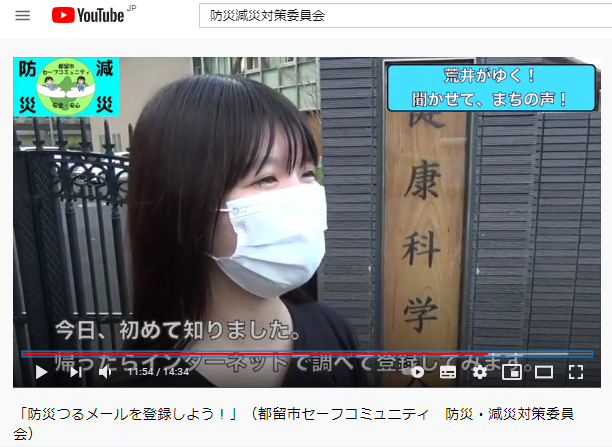 YouTube JP
防災減災対策委員会
防災
減災
都留市
セーフコミュニティ
安全・安心
荒井がゆく！
聞かせて、まちの声！
健康科学
今日、初めて知りました。
帰ったらインターネットで調べて登録してみます。
11:54 / 14:34
「防災つるメールを登録しよう！」（都留市セーフコミュニティ　防災・減災対策委員
会）